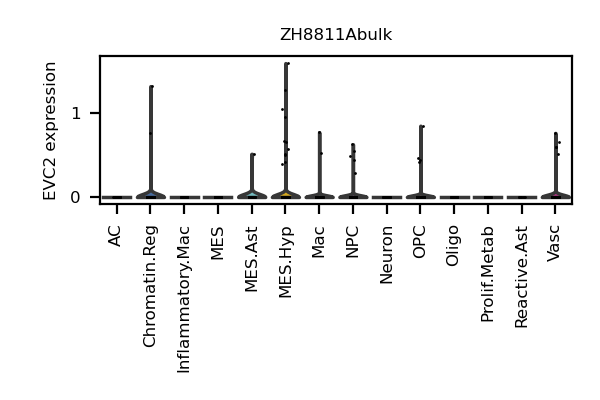 ZH8811Abulk
EVC2 expression
1
0
AC
Chromatin.Reg
Inflammatory.Mac
MES
MES.Ast
MES.Hyp
Mac
NPC
Neuron
OPC
Oligo
Prolif.Metab
Reactive.Ast
Vasc